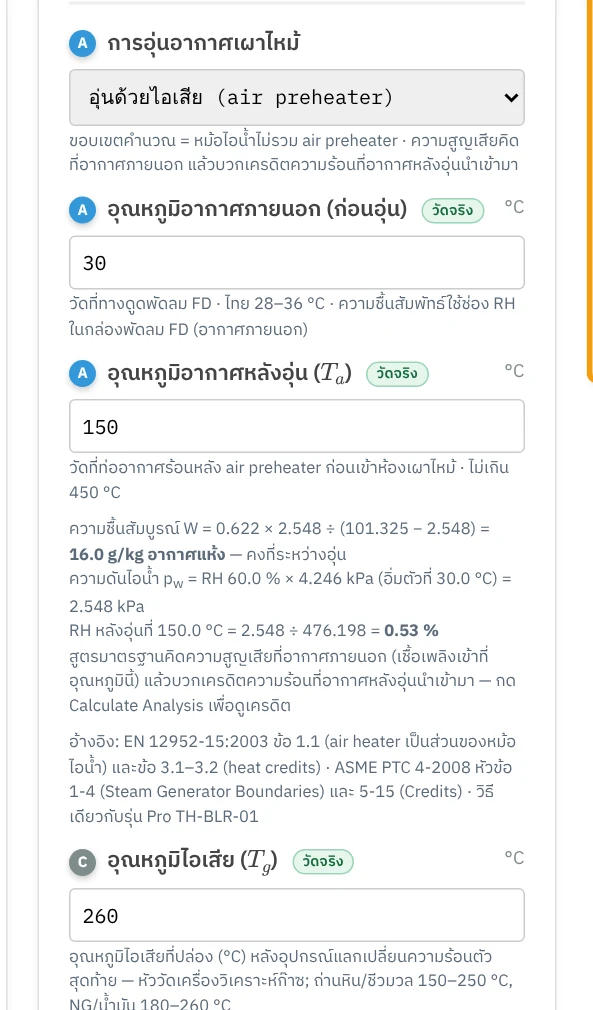 A การอุ่นอากาศเผาไหม้
อุ่นด้วยไอเสีย (air preheater)
ขอบเขตคำนวณ = หม้อไอน้ำไม่รวม air preheater · ความสูญเสียคิด
ที่อากาศภายนอก แล้วบวกเครดิตความร้อนที่อากาศหลังอุ่นนำเข้ามา
A อุณหภูมิอากาศภายนอก (ก่อนอุ่น) วัดจริง °C
30
วัดที่ทางดูดพัดลม FD · ไทย 28–36 °C · ความชื้นสัมพัทธ์ใช้ช่อง RH
ในกล่องพัดลม FD (อากาศภายนอก)
A อุณหภูมิอากาศหลังอุ่น (Ta) วัดจริง °C
150
วัดที่ท่ออากาศร้อนหลัง air preheater ก่อนเข้าห้องเผาไหม้ · ไม่เกิน
450 °C
ความชื้นสัมบูรณ์ W = 0.622 × 2.548 ÷ (101.325 − 2.548) =
16.0 g/kg อากาศแห้ง — คงที่ระหว่างอุ่น
ความดันไอน้ำ pw = RH 60.0 % × 4.246 kPa (อิ่มตัวที่ 30.0 °C) =
2.548 kPa
RH หลังอุ่นที่ 150.0 °C = 2.548 ÷ 476.198 = 0.53 %
สูตรมาตรฐานคิดความสูญเสียที่อากาศภายนอก (เชื้อเพลิงเข้าที่
อุณหภูมินี้) แล้วบวกเครดิตความร้อนที่อากาศหลังอุ่นนำเข้ามา — กด
Calculate Analysis เพื่อดูเครดิต
อ้างอิง: EN 12952-15:2003 ข้อ 1.1 (air heater เป็นส่วนของหม้อ
ไอน้ำ) และข้อ 3.1–3.2 (heat credits) · ASME PTC 4-2008 หัวข้อ
1-4 (Steam Generator Boundaries) และ 5-15 (Credits) · วิธี
เดียวกับรุ่น Pro TH-BLR-01
C อุณหภูมิไอเสีย (Tg) วัดจริง °C
260
อุณหภูมิไอเสียที่ปล่อง (°C) หลังอุปกรณ์แลกเปลี่ยนความร้อนตัว
สุดท้าย — หัววัดเครื่องวิเคราะห์ก๊าซ; ถ่านหิน/ชีวมวล 150–250 °C,
NG/น้ำมัน 180–260 °C